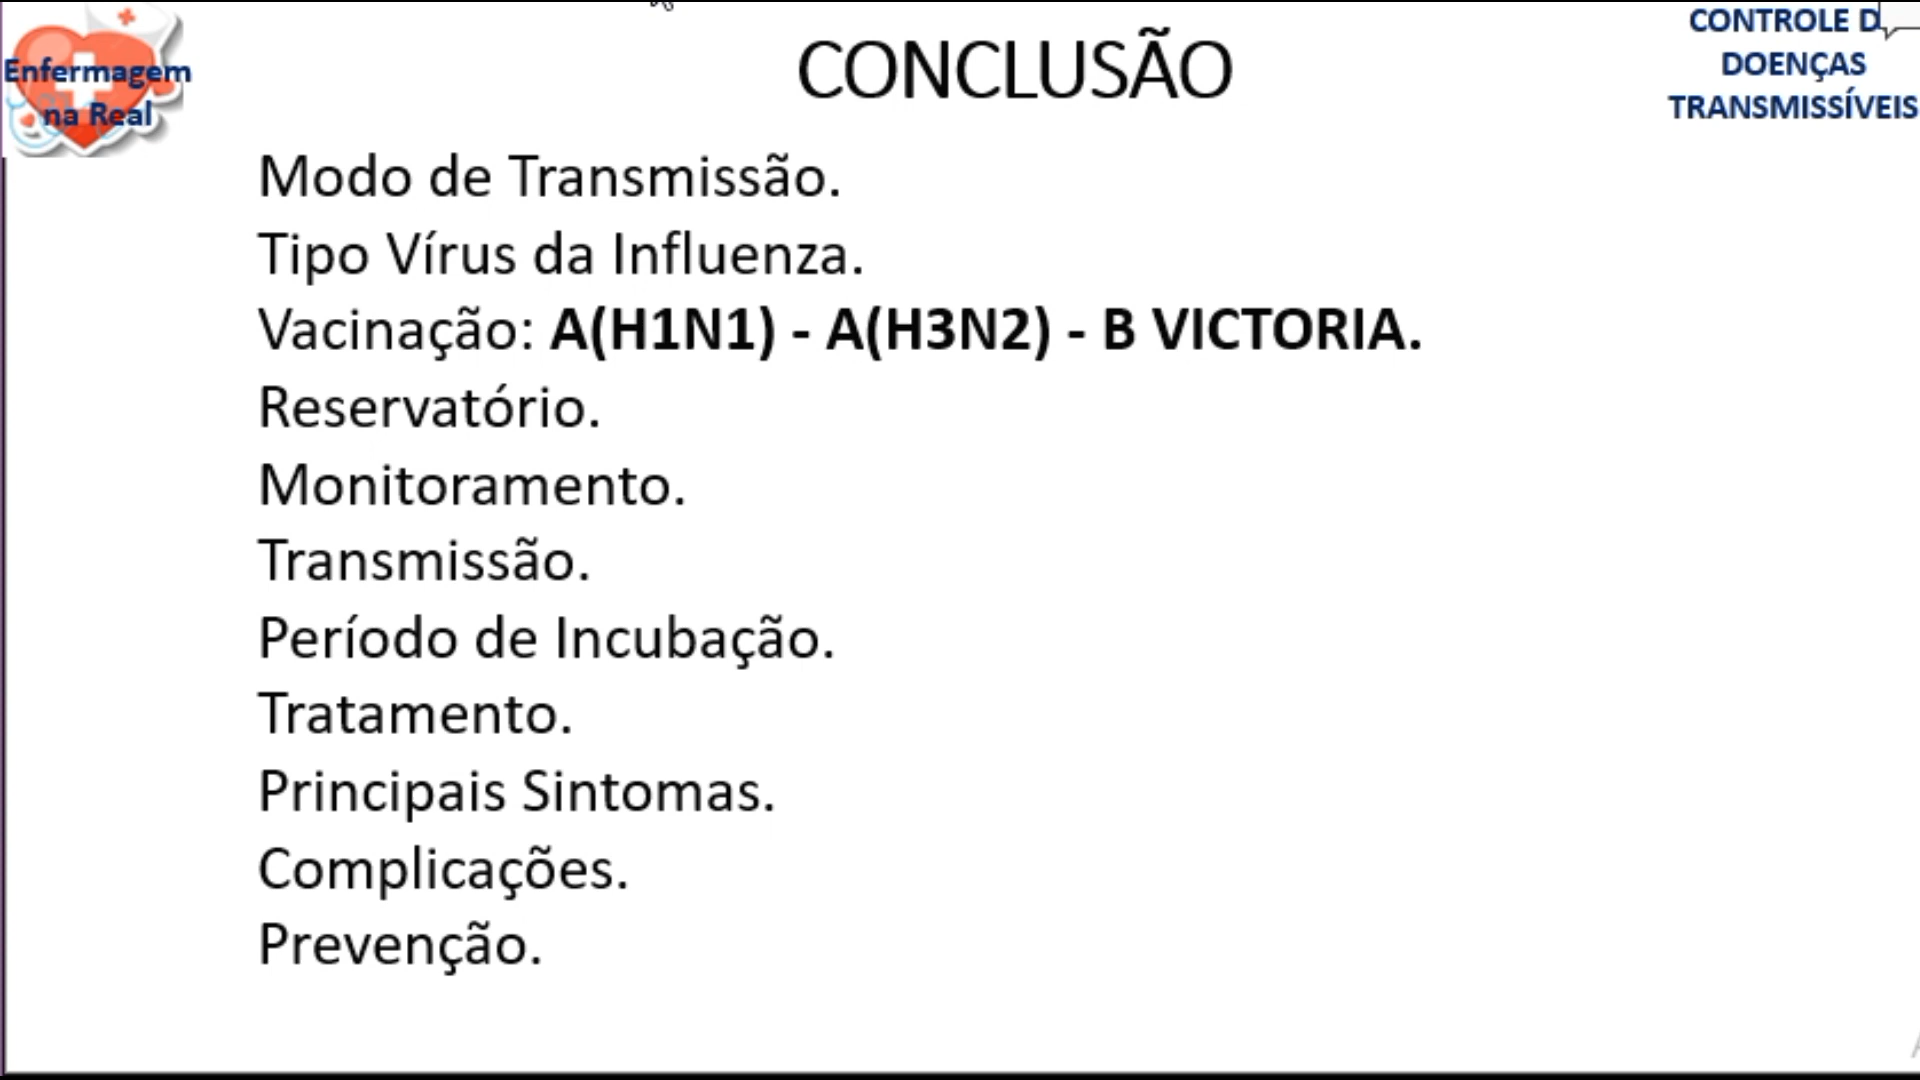 Enfermagem
na Real
CONCLUSÃO
CONTROLE D
DOENÇAS
TRANSMISSÍVEIS
Modo de Transmissão.
Tipo Vírus da Influenza.
Vacinação: A(H1N1) - A(H3N2) - B VICTORIA.
Reservatório.
Monitoramento.
Transmissão.
Período de Incubação.
Tratamento.
Principais Sintomas.
Complicações.
Prevenção.